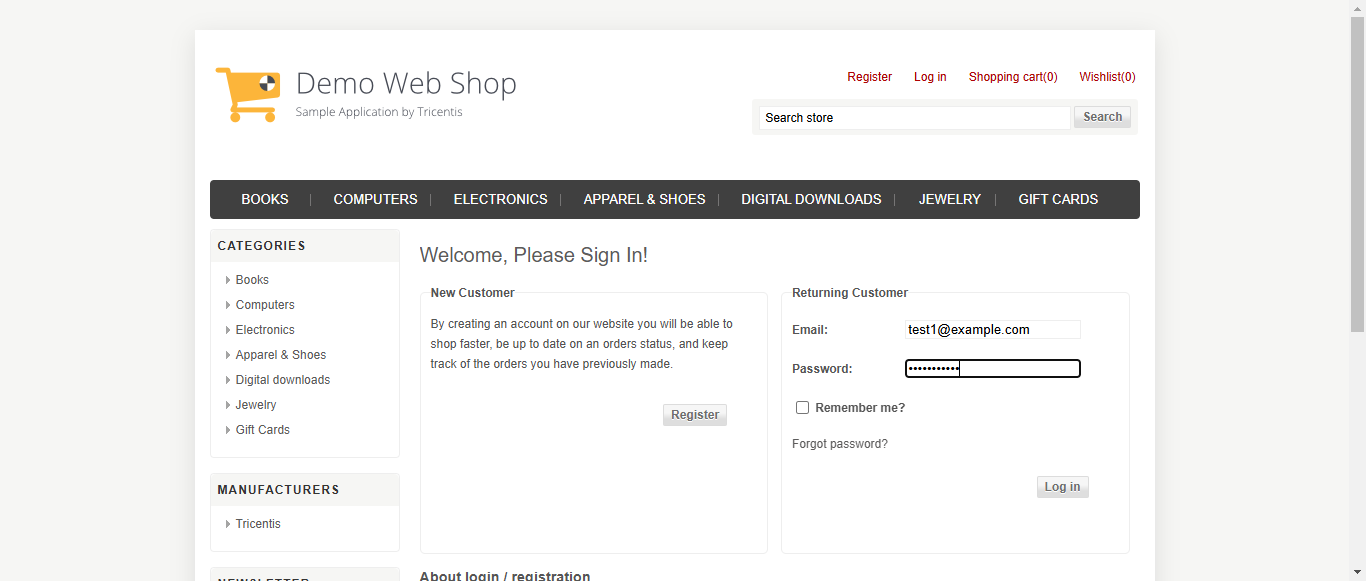 Demo Web Shop
Sample Application by Tricentis
Register Log in Shopping cart(0) Wishlist(0)
Search store Search
BOOKS COMPUTERS ELECTRONICS APPAREL & SHOES DIGITAL DOWNLOADS JEWELRY GIFT CARDS
CATEGORIES
Books
Computers
Electronics
Apparel & Shoes
Digital downloads
Jewelry
Gift Cards
MANUFACTURERS
Tricentis
NEWSLETTER
Welcome, Please Sign In!
New Customer
By creating an account on our website you will be able to
shop faster, be up to date on an orders status, and keep
track of the orders you have previously made.
Register
Returning Customer
Email: test1@example.com
Password: •••••••••••
Remember me?
Forgot password?
Log in
About login / registration